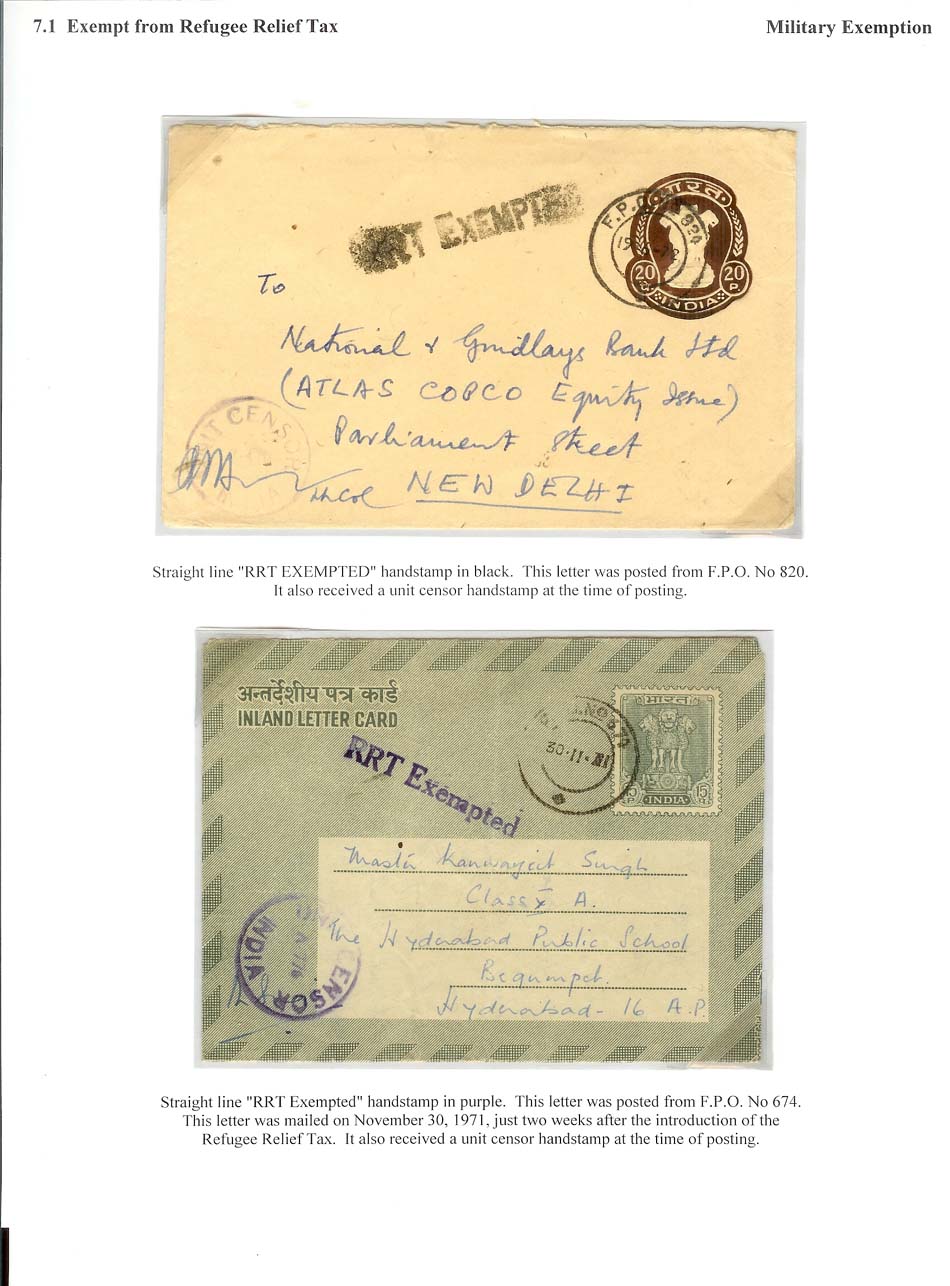 7.1 Exempt from Refugee Relief Tax
Military Exemption
RRT EXEMPTED
F.P.O.
भारत
20 P.
20 P.
INDIA
To
National & Grindlays Bank Ltd
(ATLAS COPCO Equity Issue)
Parliament Street
NEW DELHI
UNIT CENSOR
Lt Col
Straight line "RRT EXEMPTED" handstamp in black. This letter was posted from F.P.O. No 820.
It also received a unit censor handstamp at the time of posting.
अन्तर्देशीय पत्र कार्ड
INLAND LETTER CARD
RRT Exempted
30·11·
भारत
15 P.
15
INDIA
Master Kanwarjeet Singh
Class X A.
The Hyderabad Public School
Begumpet.
Hyderabad - 16 A.P.
CENSOR
INDIA
Straight line "RRT Exempted" handstamp in purple. This letter was posted from F.P.O. No 674.
This letter was mailed on November 30, 1971, just two weeks after the introduction of the
Refugee Relief Tax. It also received a unit censor handstamp at the time of posting.